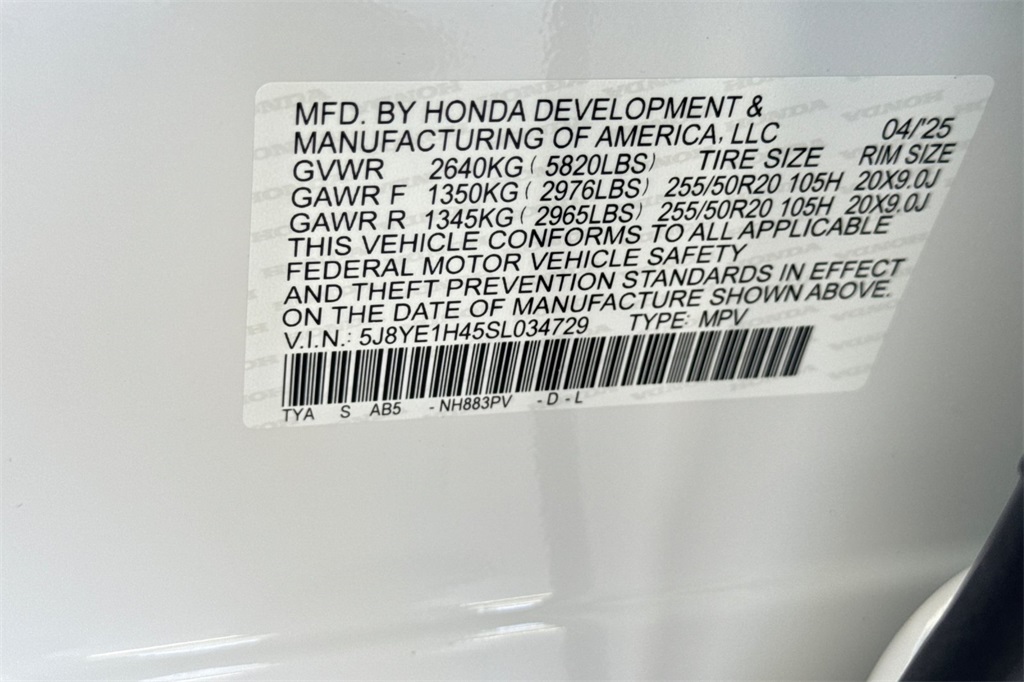 MFD. BY HONDA DEVELOPMENT &
MANUFACTURING OF AMERICA, LLC 04/'25
GVWR 2640KG ( 5820LBS) TIRE SIZE RIM SIZE
GAWR F 1350KG ( 2976LBS) 255/50R20 105H 20X9.0J
GAWR R 1345KG ( 2965LBS) 255/50R20 105H 20X9.0J
THIS VEHICLE CONFORMS TO ALL APPLICABLE
FEDERAL MOTOR VEHICLE SAFETY
AND THEFT PREVENTION STANDARDS IN EFFECT
ON THE DATE OF MANUFACTURE SHOWN ABOVE.
V.I.N.: 5J8YE1H45SL034729 TYPE: MPV
TYA S AB5 - NH883PV - D - L